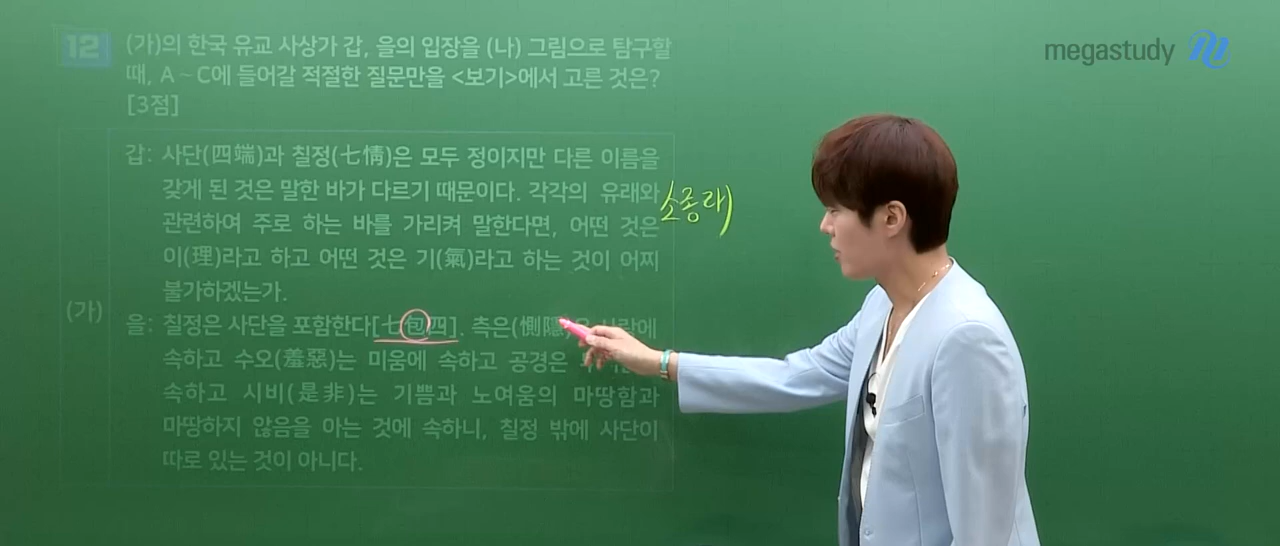 megastudy
12 (가)의 한국 유교 사상가 갑, 을의 입장을 (나) 그림으로 탐구할
때, A～C에 들어갈 적절한 질문만을 <보기>에서 고른 것은?
[3점]
(가)
갑: 사단(四端)과 칠정(七情)은 모두 정이지만 다른 이름을
갖게 된 것은 말한 바가 다르기 때문이다. 각각의 유래와
소종래
관련하여 주로 하는 바를 가리켜 말한다면, 어떤 것은
이(理)라고 하고 어떤 것은 기(氣)라고 하는 것이 어찌
불가하겠는가.
을: 칠정은 사단을 포함한다[七包四]. 측은(惻隱)은
속하고 수오(羞惡)는 미움에 속하고 공경은
속하고 시비(是非)는 기쁨과 노여움의 마땅함과
마땅하지 않음을 아는 것에 속하니, 칠정 밖에 사단이
따로 있는 것이 아니다.